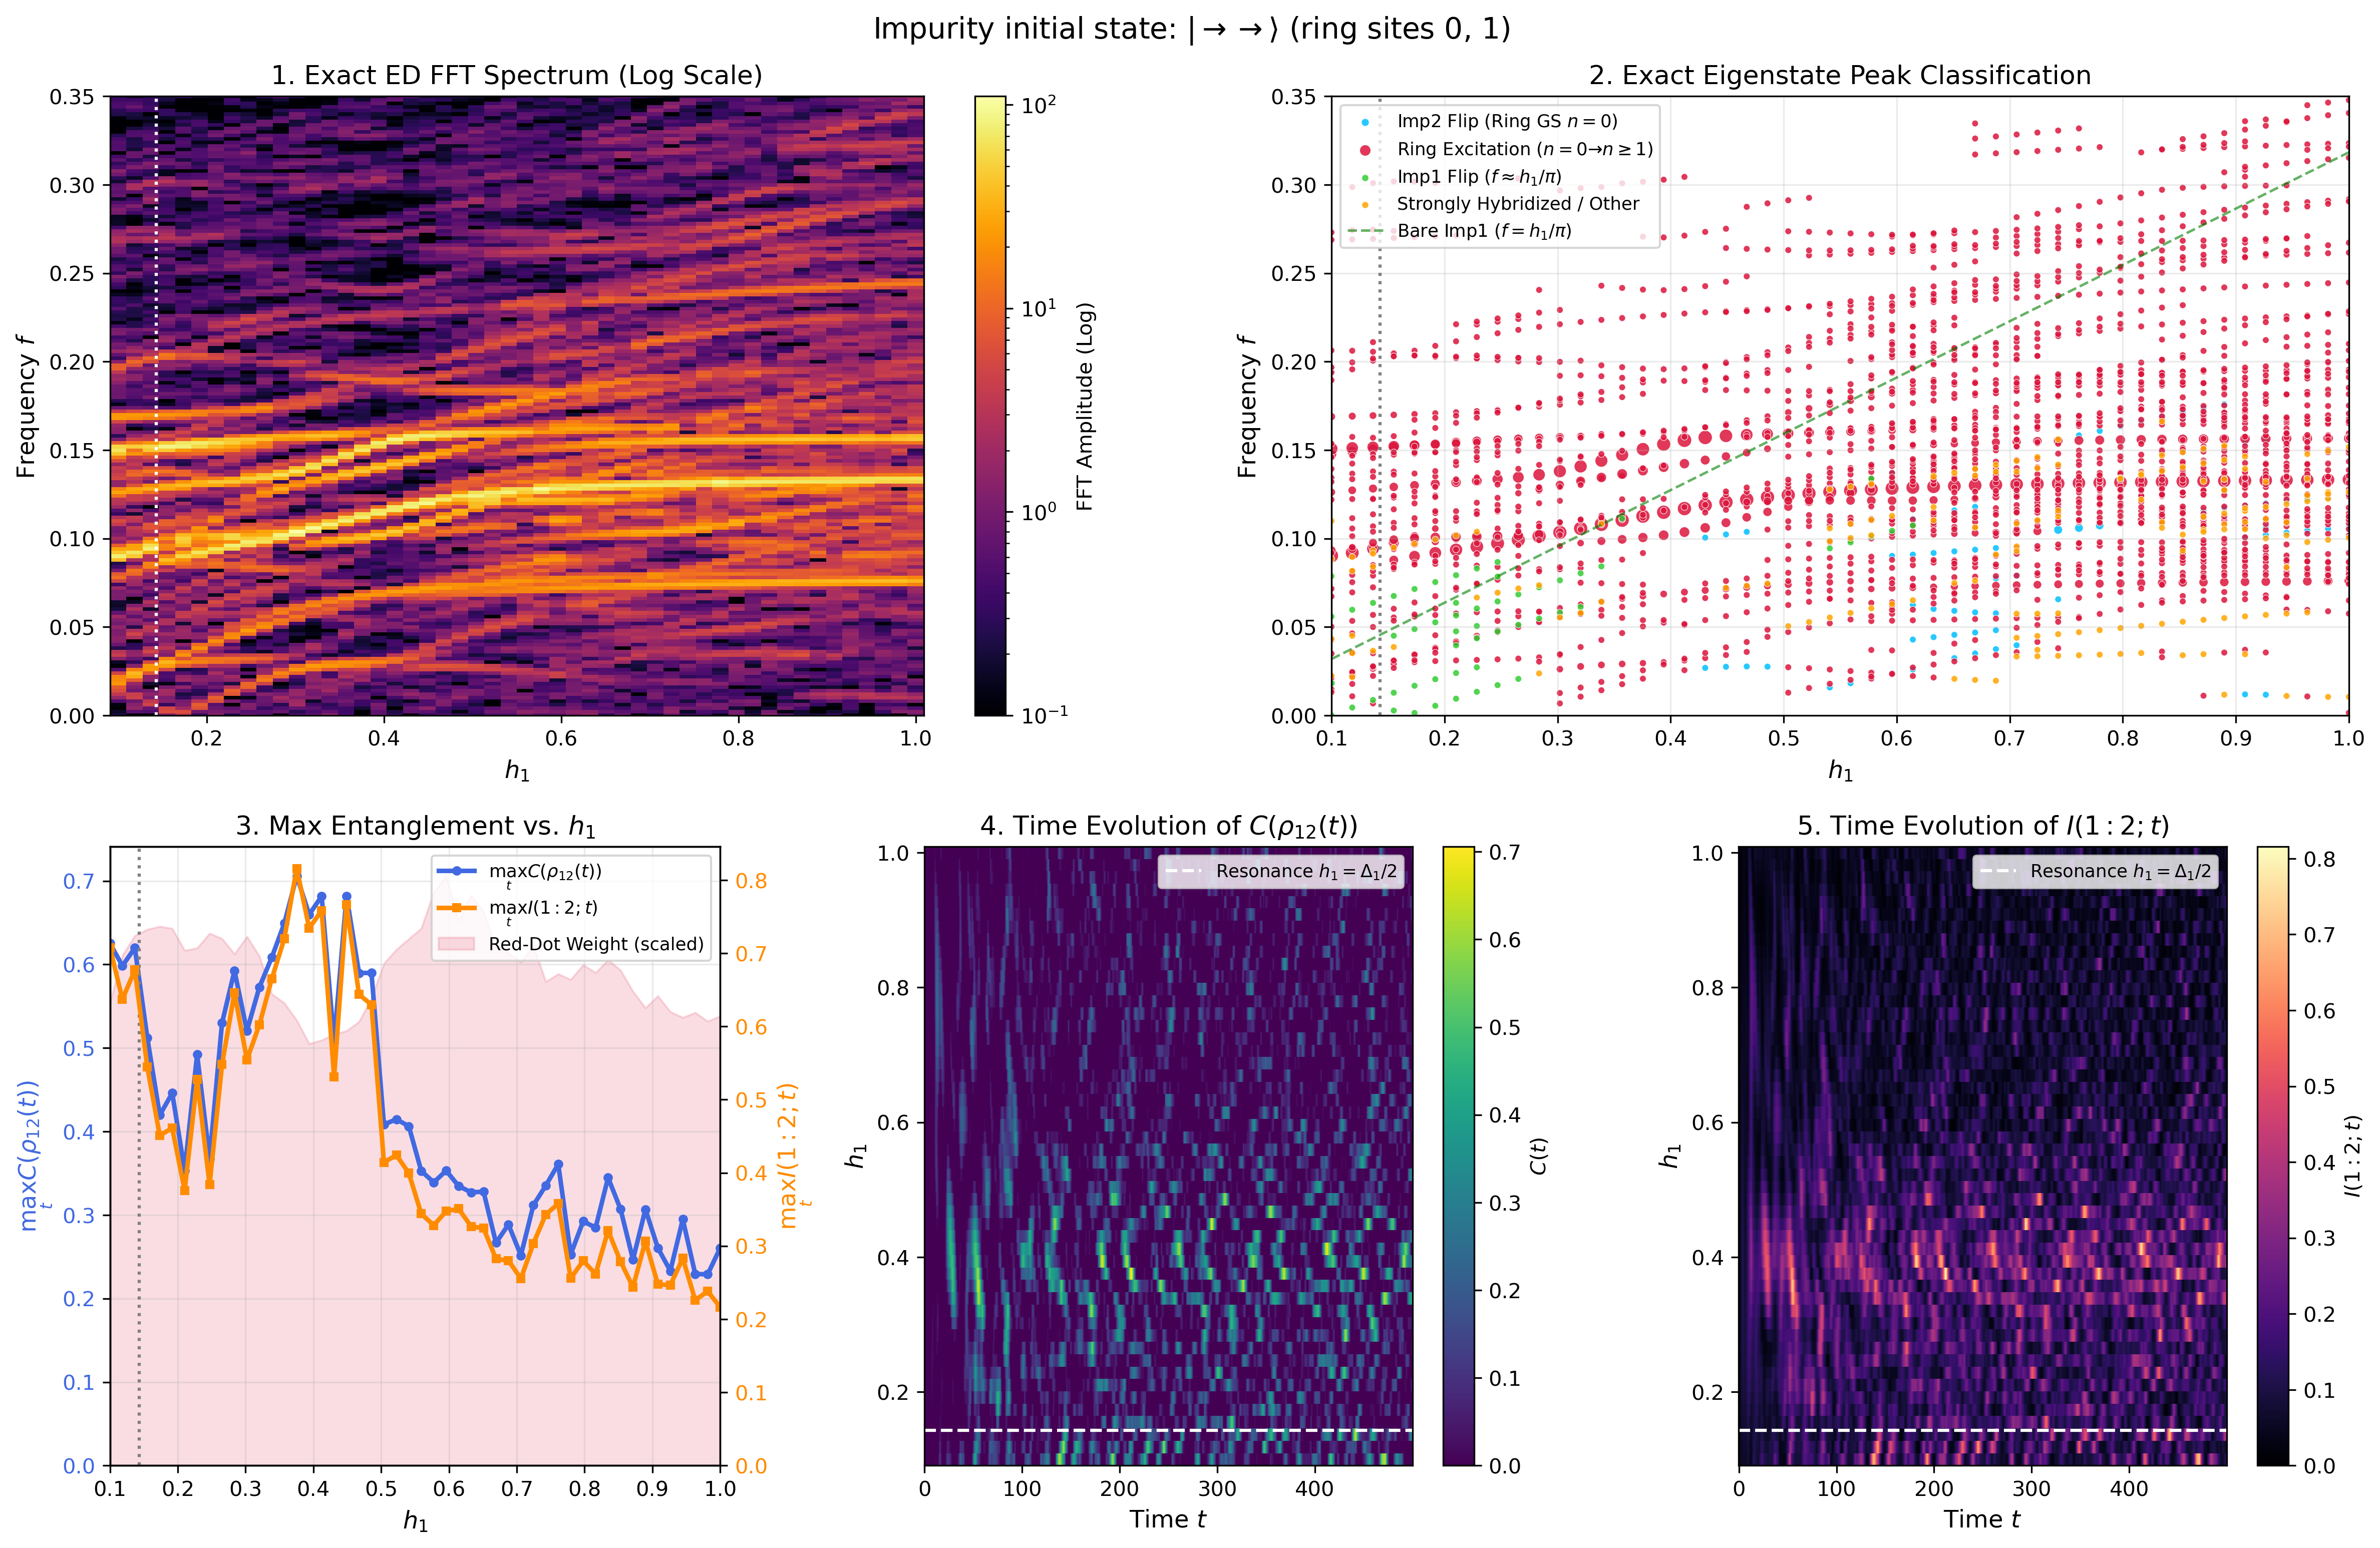 Impurity initial state: |→→⟩ (ring sites 0, 1)
1. Exact ED FFT Spectrum (Log Scale)
0.35
0.30
0.25
0.20
0.15
0.10
0.05
0.00
Frequency f
0.2 0.4 0.6 0.8 1.0
h₁
10²
10¹
10⁰
10⁻¹
FFT Amplitude (Log)
2. Exact Eigenstate Peak Classification
Imp2 Flip (Ring GS n = 0)
Ring Excitation (n = 0→n ≥ 1)
Imp1 Flip (f ≈ h₁/π)
Strongly Hybridized / Other
Bare Imp1 (f = h₁/π)
0.35
0.30
0.25
0.20
0.15
0.10
0.05
0.00
Frequency f
0.1 0.2 0.3 0.4 0.5 0.6 0.7 0.8 0.9 1.0
h₁
3. Max Entanglement vs. h₁
max C(ρ₁₂(t))
t
max I(1 : 2; t)
t
Red-Dot Weight (scaled)
0.7
0.6
0.5
0.4
0.3
0.2
0.1
0.0
max C(ρ₁₂(t))
t
0.8
0.7
0.6
0.5
0.4
0.3
0.2
0.1
0.0
max I(1 : 2; t)
t
0.1 0.2 0.3 0.4 0.5 0.6 0.7 0.8 0.9 1.0
h₁
4. Time Evolution of C(ρ₁₂(t))
Resonance h₁ = Δ₁/2
1.0
0.8
0.6
0.4
0.2
h₁
0 100 200 300 400
Time t
0.7
0.6
0.5
0.4
0.3
0.2
0.1
0.0
C(t)
5. Time Evolution of I(1 : 2; t)
Resonance h₁ = Δ₁/2
1.0
0.8
0.6
0.4
0.2
h₁
0 100 200 300 400
Time t
0.8
0.7
0.6
0.5
0.4
0.3
0.2
0.1
0.0
I(1 : 2; t)